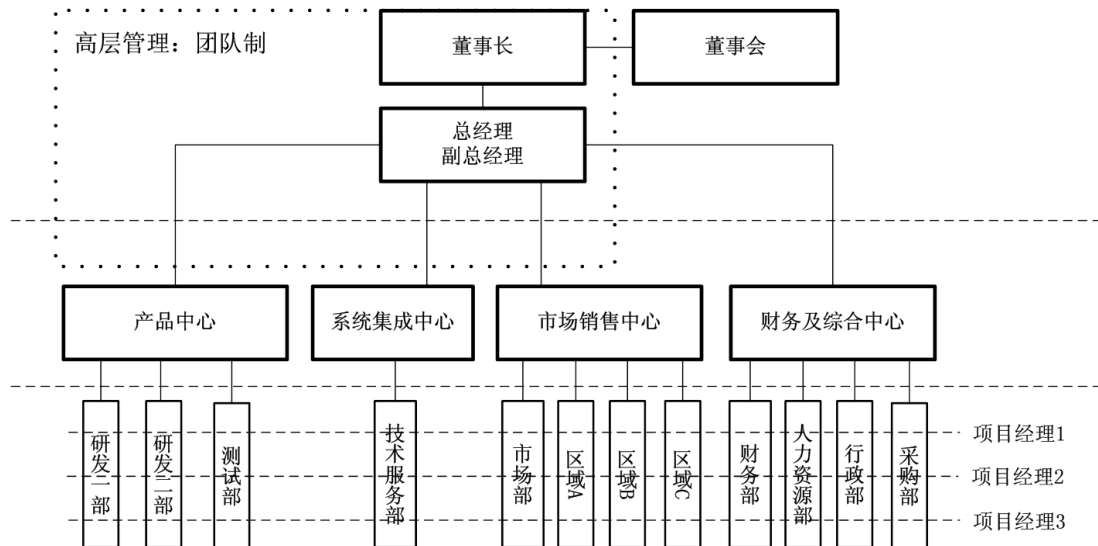 高层管理：团队制
董事长
董事会
总经理
副总经理
产品中心
系统集成中心
市场销售中心
财务及综合中心
研发一部
研发二部
测试部
技术服务部
市场部
区域A
区域B
区域C
财务部
人力资源部
行政部
采购部
项目经理1
项目经理2
项目经理3